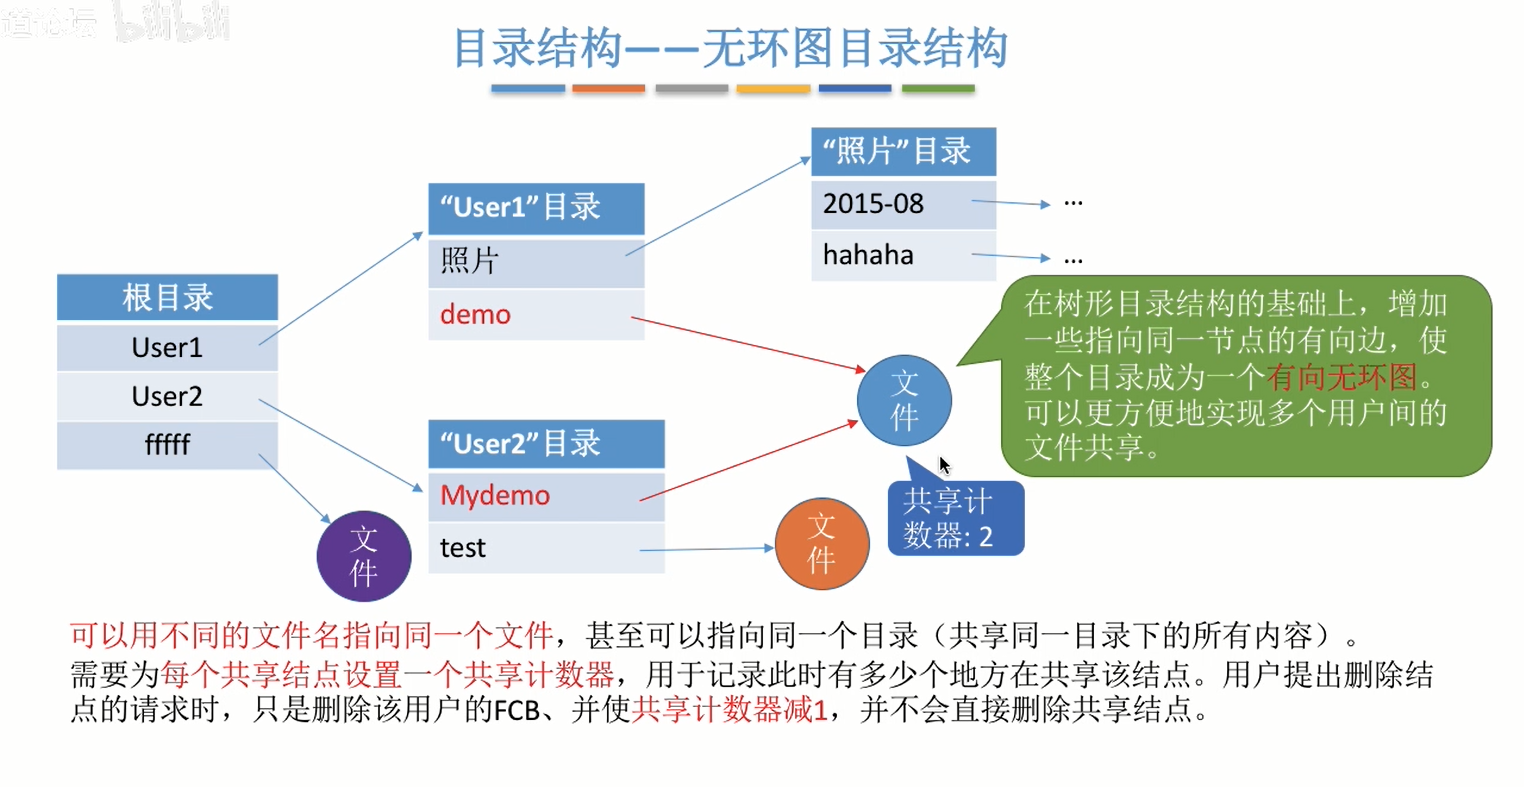 道论坛 bilibili
目录结构——无环图目录结构
“照片”目录
2015-08
...
hahaha
...
“User1”目录
照片
demo
根目录
User1
User2
fffff
文
件
“User2”目录
Mydemo
test
文
件
文
件
共享计
数器: 2
在树形目录结构的基础上，增加
一些指向同一节点的有向边，使
整个目录成为一个有向无环图。
可以更方便地实现多个用户间的
文件共享。
可以用不同的文件名指向同一个文件，甚至可以指向同一个目录（共享同一目录下的所有内容）。
需要为每个共享结点设置一个共享计数器，用于记录此时有多少个地方在共享该结点。用户提出删除结
点的请求时，只是删除该用户的FCB、并使共享计数器减1，并不会直接删除共享结点。